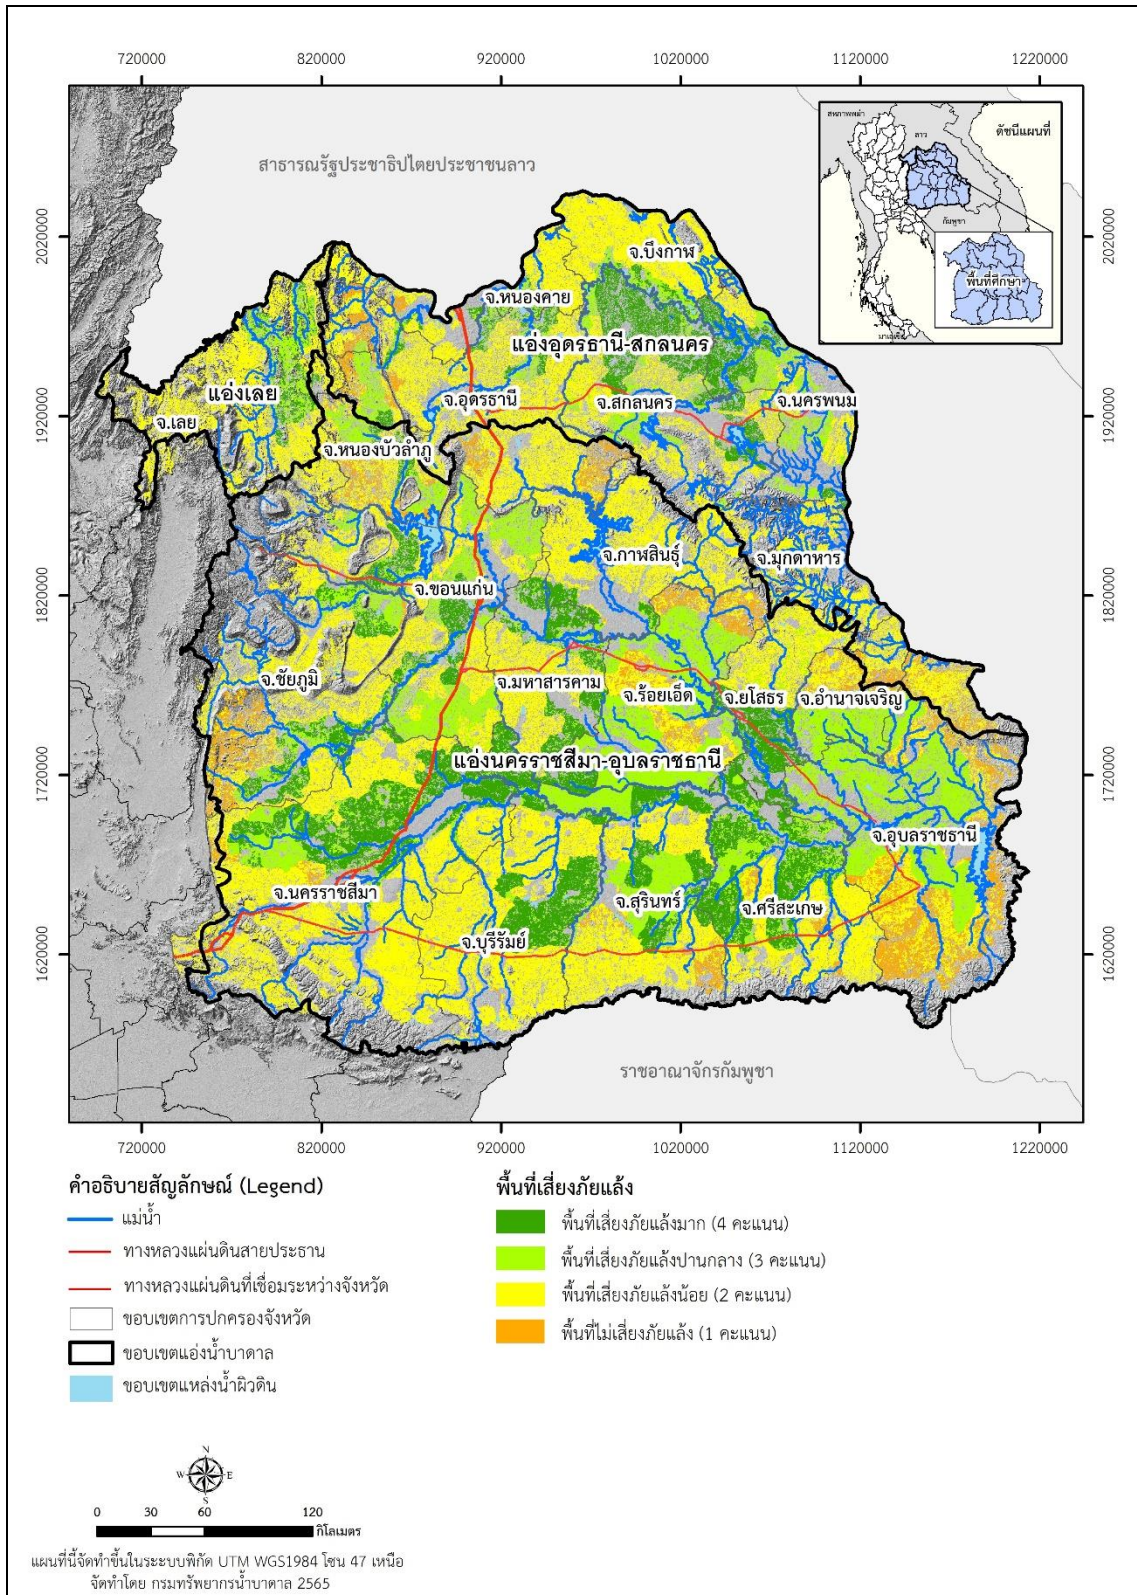 720000 820000 920000 1020000 1120000 1220000
สหภาพพม่า
ลาว
ดัชนีแผนที่
กัมพูชา
พื้นที่ศึกษา
มาเลเซีย
สาธารณรัฐประชาธิปไตยประชาชนลาว
2020000 2020000
จ.บึงกาฬ
จ.หนองคาย
แอ่งอุดรธานี-สกลนคร
แอ่งเลย
จ.อุดรธานี
จ.สกลนคร
จ.นครพนม
1920000 1920000
จ.เลย
จ.หนองบัวลำภู
จ.กาฬสินธุ์
จ.มุกดาหาร
จ.ขอนแก่น
1820000 1820000
จ.ชัยภูมิ
จ.มหาสารคาม
จ.ร้อยเอ็ด
จ.ยโสธร
จ.อำนาจเจริญ
แอ่งนครราชสีมา-อุบลราชธานี
1720000 1720000
จ.อุบลราชธานี
จ.นครราชสีมา
จ.สุรินทร์
จ.ศรีสะเกษ
จ.บุรีรัมย์
1620000 1620000
ราชอาณาจักรกัมพูชา
720000 820000 920000 1020000 1120000 1220000
คำอธิบายสัญลักษณ์ (Legend)
แม่น้ำ
ทางหลวงแผ่นดินสายประธาน
ทางหลวงแผ่นดินที่เชื่อมระหว่างจังหวัด
ขอบเขตการปกครองจังหวัด
ขอบเขตแอ่งน้ำบาดาล
ขอบเขตแหล่งน้ำผิวดิน
พื้นที่เสี่ยงภัยแล้ง
พื้นที่เสี่ยงภัยแล้งมาก (4 คะแนน)
พื้นที่เสี่ยงภัยแล้งปานกลาง (3 คะแนน)
พื้นที่เสี่ยงภัยแล้งน้อย (2 คะแนน)
พื้นที่ไม่เสี่ยงภัยแล้ง (1 คะแนน)
N
W E
S
0 30 60 120
กิโลเมตร
แผนที่นี้จัดทำขึ้นในระะบบพิกัด UTM WGS1984 โซน 47 เหนือ
จัดทำโดย กรมทรัพยากรน้ำบาดาล 2565